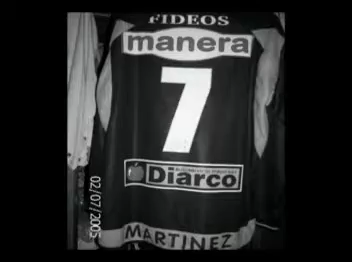 FIDEOS
manera
7
Diarco
MARTINEZ
02/07/2005